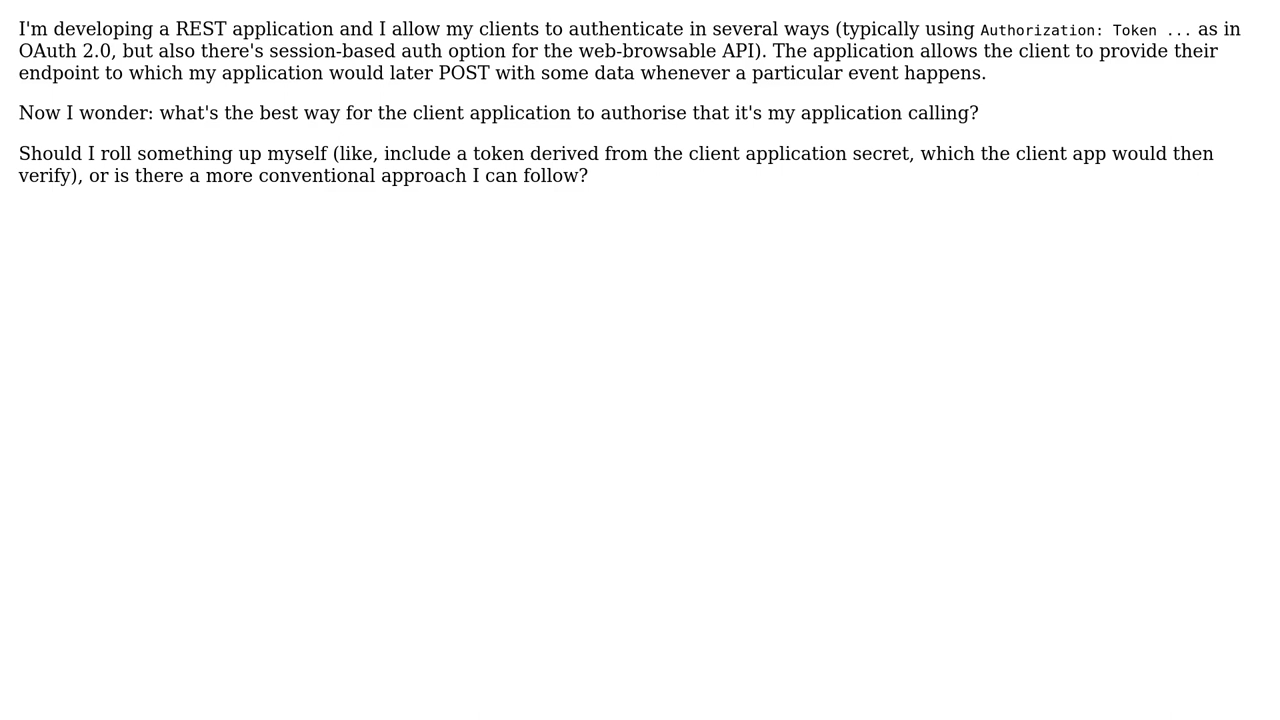 I'm developing a REST application and I allow my clients to authenticate in several ways (typically using Authorization: Token ... as in
OAuth 2.0, but also there's session-based auth option for the web-browsable API). The application allows the client to provide their
endpoint to which my application would later POST with some data whenever a particular event happens.
Now I wonder: what's the best way for the client application to authorise that it's my application calling?
Should I roll something up myself (like, include a token derived from the client application secret, which the client app would then
verify), or is there a more conventional approach I can follow?